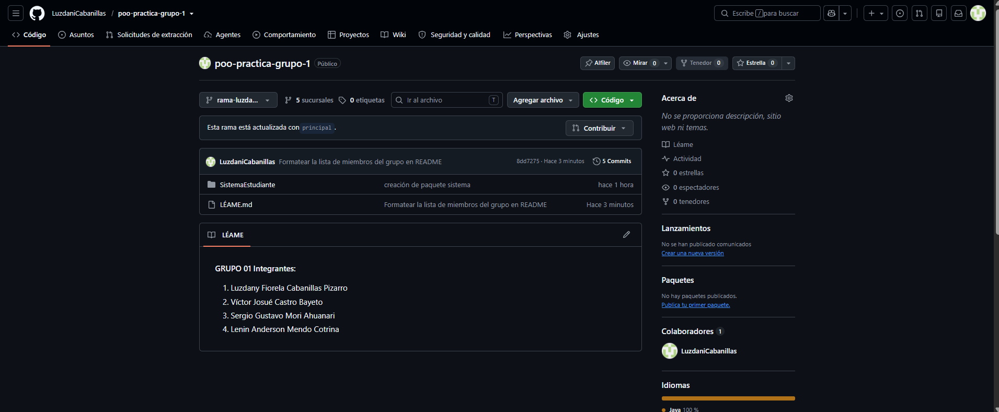 LuzdaniCabanillas / poo-practica-grupo-1
Escribe / para buscar
Código
Asuntos
Solicitudes de extracción
Agentes
Comportamiento
Proyectos
Wiki
Seguridad y calidad
Perspectivas
Ajustes
poo-practica-grupo-1 Público
Alfiler
Mirar 0
Tenedor 0
Estrella 0
rama-luzda...
5 sucursales
0 etiquetas
Ir al archivo T
Agregar archivo
Código
Esta rama está actualizada con principal .
Contribuir
LuzdaniCabanillas Formatear la lista de miembros del grupo en README 8dd7275 · Hace 3 minutos 5 Commits
SistemaEstudiante creación de paquete sistema hace 1 hora
LÉAME.md Formatear la lista de miembros del grupo en README Hace 3 minutos
LÉAME
GRUPO 01 Integrantes:
1. Luzdany Fiorela Cabanillas Pizarro
2. Víctor Josué Castro Bayeto
3. Sergio Gustavo Mori Ahuanari
4. Lenin Anderson Mendo Cotrina
Acerca de
No se proporciona descripción, sitio
web ni temas.
Léame
Actividad
0 estrellas
0 espectadores
0 tenedores
Lanzamientos
No se han publicado comunicados
Crear una nueva versión
Paquetes
No hay paquetes publicados.
Publica tu primer paquete.
Colaboradores 1
LuzdaniCabanillas
Idiomas
Java 100 %